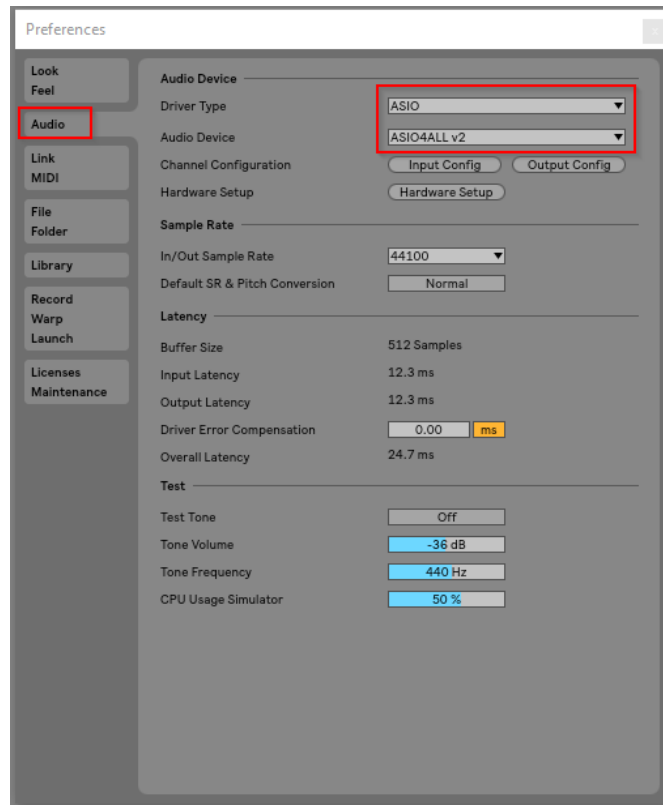 Preferences
x
Look
Feel
Audio
Link
MIDI
File
Folder
Library
Record
Warp
Launch
Licenses
Maintenance
Audio Device
Driver Type ASIO
Audio Device ASIO4ALL v2
Channel Configuration Input Config Output Config
Hardware Setup Hardware Setup
Sample Rate
In/Out Sample Rate 44100
Default SR & Pitch Conversion Normal
Latency
Buffer Size 512 Samples
Input Latency 12.3 ms
Output Latency 12.3 ms
Driver Error Compensation 0.00 ms
Overall Latency 24.7 ms
Test
Test Tone Off
Tone Volume -36 dB
Tone Frequency 440 Hz
CPU Usage Simulator 50 %